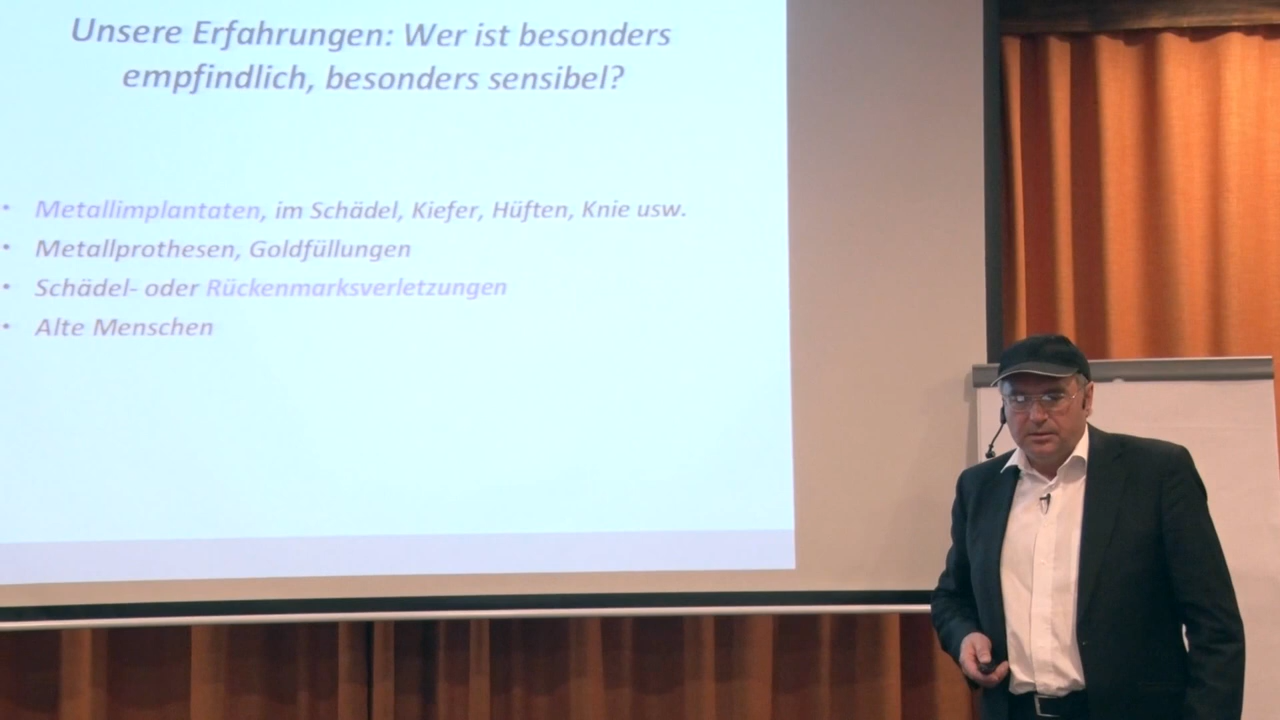 Unsere Erfahrungen: Wer ist besonders
empfindlich, besonders sensibel?
• Metallimplantaten, im Schädel, Kiefer, Hüften, Knie usw.
• Metallprothesen, Goldfüllungen
• Schädel- oder Rückenmarksverletzungen
• Alte Menschen